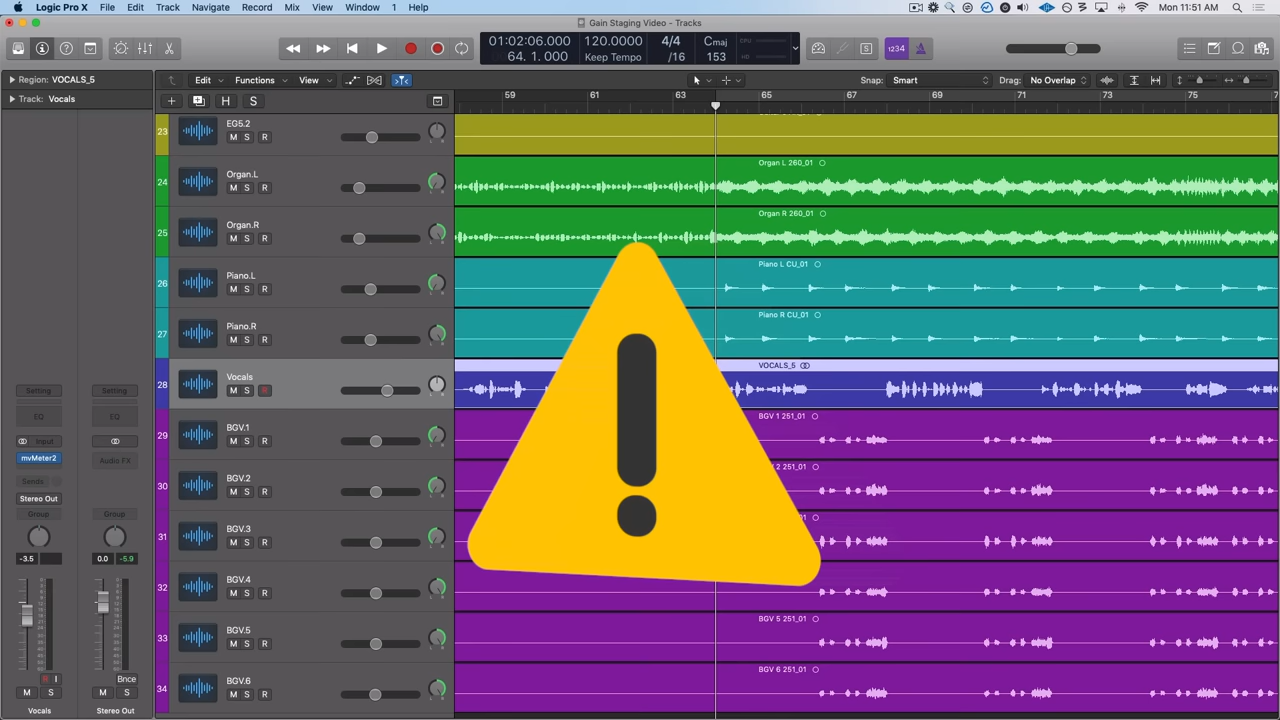 Logic Pro X File Edit Track Navigate Record Mix View Window 1 Help Mon 11:51 AM
Gain Staging Video - Tracks
01:02:06.000 120.0000 4/4 Cmaj
64. 1. 000 Keep Tempo /16 153
CPU
HD
1234
Region: VOCALS_5
Edit Functions View Snap: Smart Drag: No Overlap
Track: Vocals
H S
59 61 63 65 67 69 71 73 75
23 EG5.2
M S R
24 Organ.L Organ L 260_01
M S R
25 Organ.R Organ R 260_01
M S R
26 Piano.L Piano L CU_01
M S R
27 Piano.R Piano R CU_01
M S R
28 Vocals VOCALS_5
M S R
29 BGV.1 BGV 1 251_01
M S R
30 BGV.2 2 251_01
M S R
31 BGV.3
M S R
32 BGV.4
M S R
33 BGV.5 BGV 5 251_01
M S R
34 BGV.6 BGV 6 251_01
M S R
Setting Setting
EQ EQ
Input
mvMeter2 Audio FX
Sends
Stereo Out
Group Group
-3.5 0.0 -5.9
R I Bnce
M S M S
Vocals Stereo Out
!